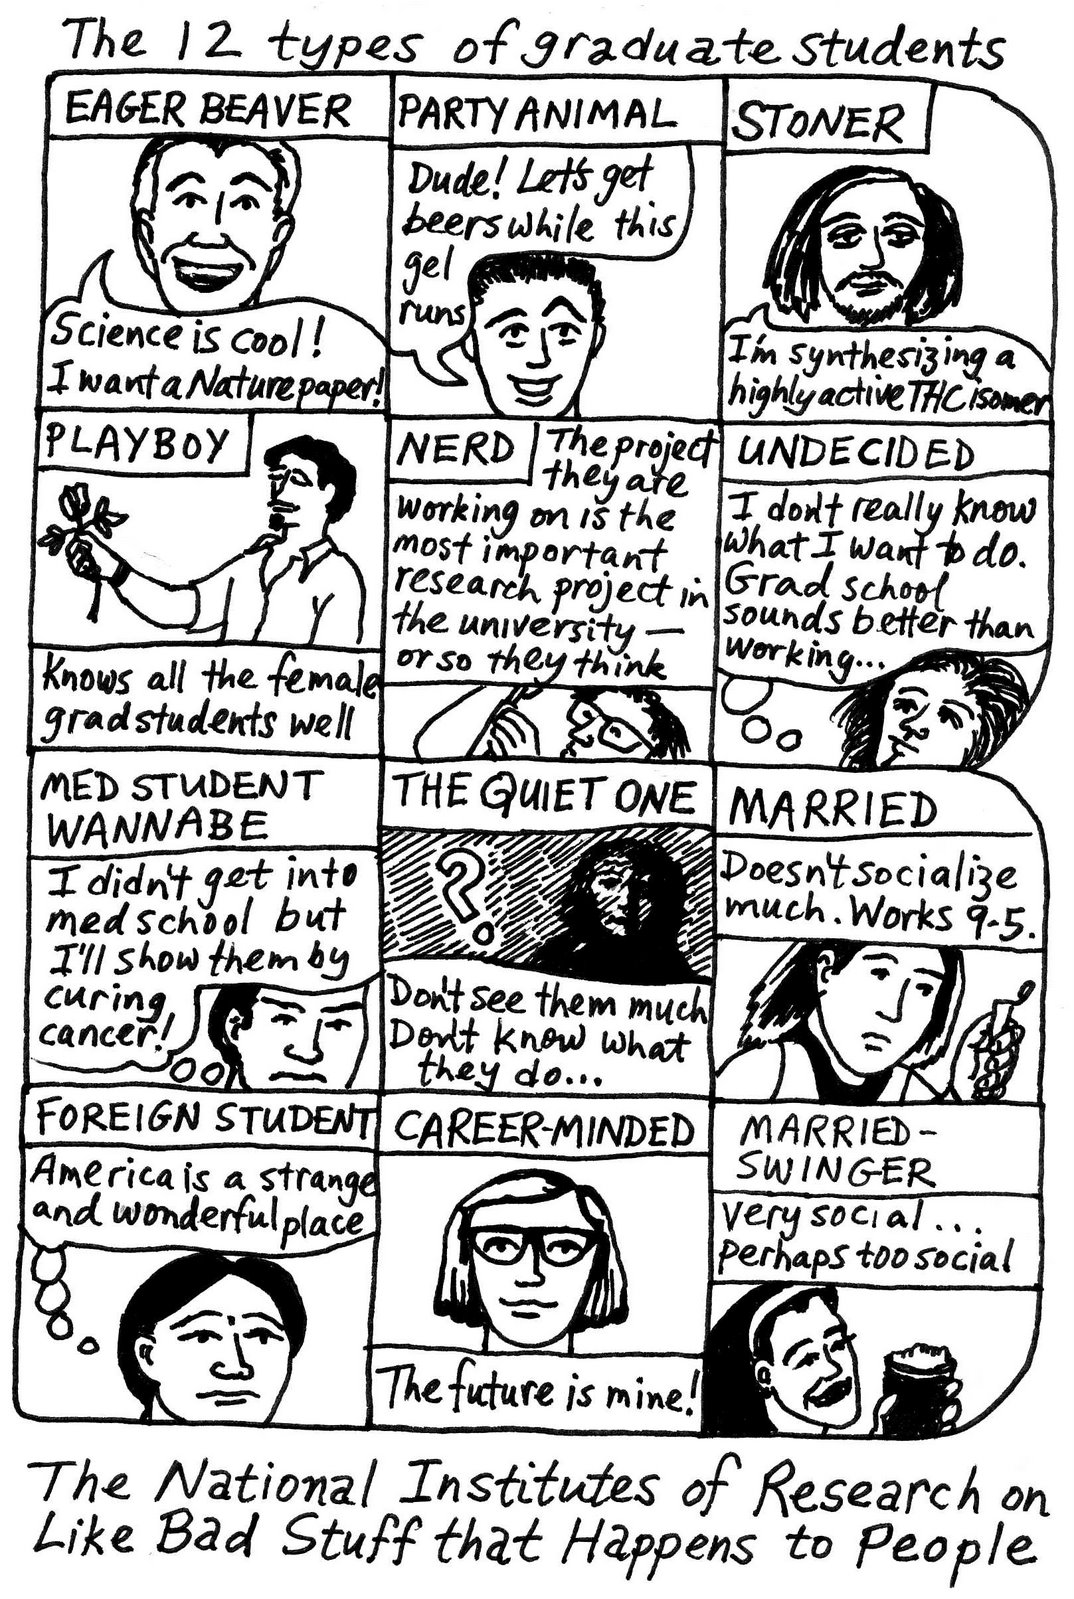 The 12 types of graduate students
EAGER BEAVER
Science is cool!
I want a Nature paper!
PARTY ANIMAL
Dude! Let's get
beers while this
gel
runs
STONER
I'm synthesizing a
highly active THC isomer
PLAYBOY
Knows all the female
grad students well
NERD
The project
they are
working on is the
most important
research project in
the university —
or so they think
UNDECIDED
I don't really know
what I want to do.
Grad school
sounds better than
working...
MED STUDENT
WANNABE
I didn't get into
med school but
I'll show them by
curing
cancer!
THE QUIET ONE
?
Don't see them much
Don't know what
they do...
MARRIED
Doesn't socialize
much. Works 9-5.
FOREIGN STUDENT
America is a strange
and wonderful place
CAREER-MINDED
The future is mine!
MARRIED-
SWINGER
very social...
perhaps too social
The National Institutes of Research on
Like Bad Stuff that Happens to People